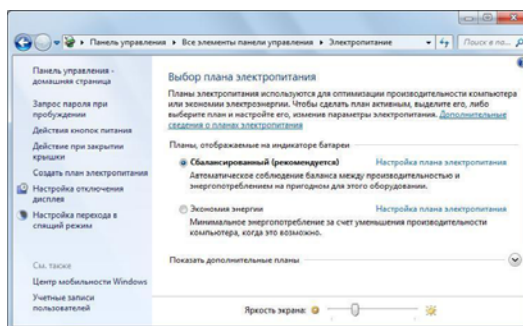 Панель управления ▸ Все элементы панели управления ▸ Электропитание
Поиск в па...
Панель управления -
домашняя страница
Запрос пароля при
пробуждении
Действия кнопок питания
Действие при закрытии
крышки
Создать план электропитания
Настройка отключения
дисплея
Настройка перехода в
спящий режим
См. также
Центр мобильности Windows
Учетные записи
пользователей
Выбор плана электропитания
Планы электропитания используются для оптимизации производительности компьютера
или экономии электроэнергии. Чтобы сделать план активным, выделите его, либо
выберите план и настройте его, изменив параметры электропитания. Дополнительные
сведения о планах электропитания
Планы, отображаемые на индикаторе батареи
Сбалансированный (рекомендуется) Настройка плана электропитания
Автоматическое соблюдение баланса между производительностью и
энергопотреблением на пригодном для этого оборудовании.
Экономия энергии Настройка плана электропитания
Минимальное энергопотребление за счет уменьшения производительности
компьютера, когда это возможно.
Показать дополнительные планы
Яркость экрана: